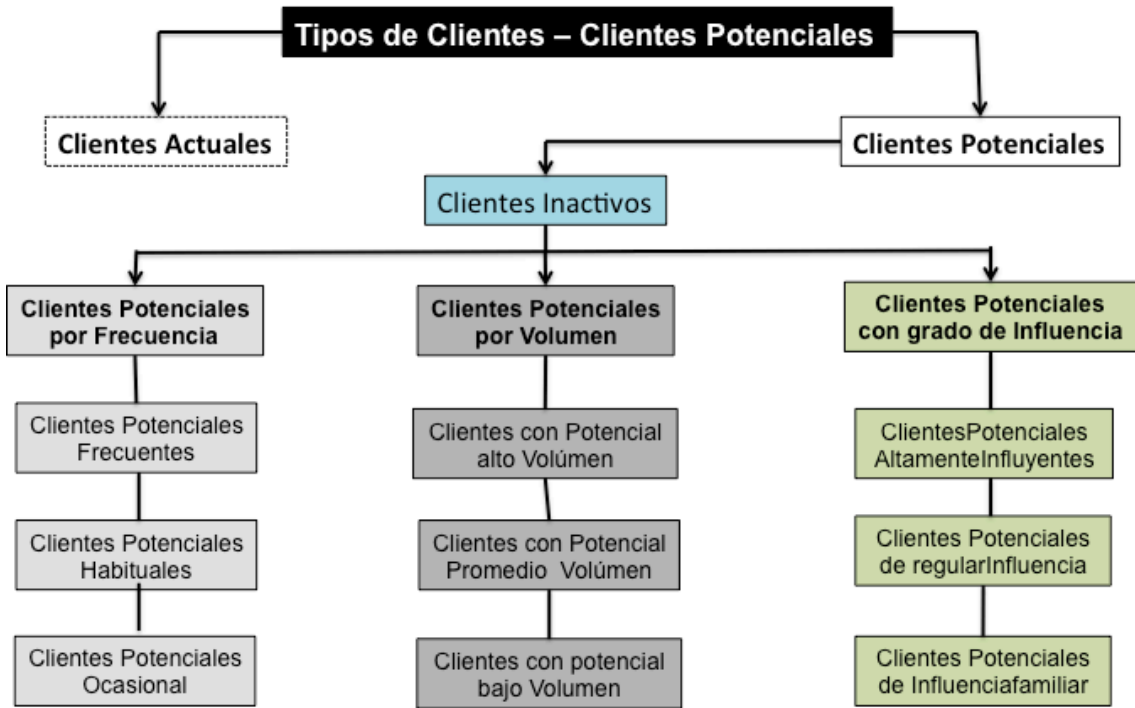 Tipos de Clientes – Clientes Potenciales
Clientes Actuales
Clientes Potenciales
Clientes Inactivos
Clientes Potenciales
por Frecuencia
Clientes Potenciales
por Volumen
Clientes Potenciales
con grado de Influencia
Clientes Potenciales
Frecuentes
Clientes con Potencial
alto Volúmen
ClientesPotenciales
AltamenteInfluyentes
Clientes Potenciales
Habituales
Clientes con Potencial
Promedio Volúmen
Clientes Potenciales
de regularInfluencia
Clientes Potenciales
Ocasional
Clientes con potencial
bajo Volumen
Clientes Potenciales
de Influenciafamiliar